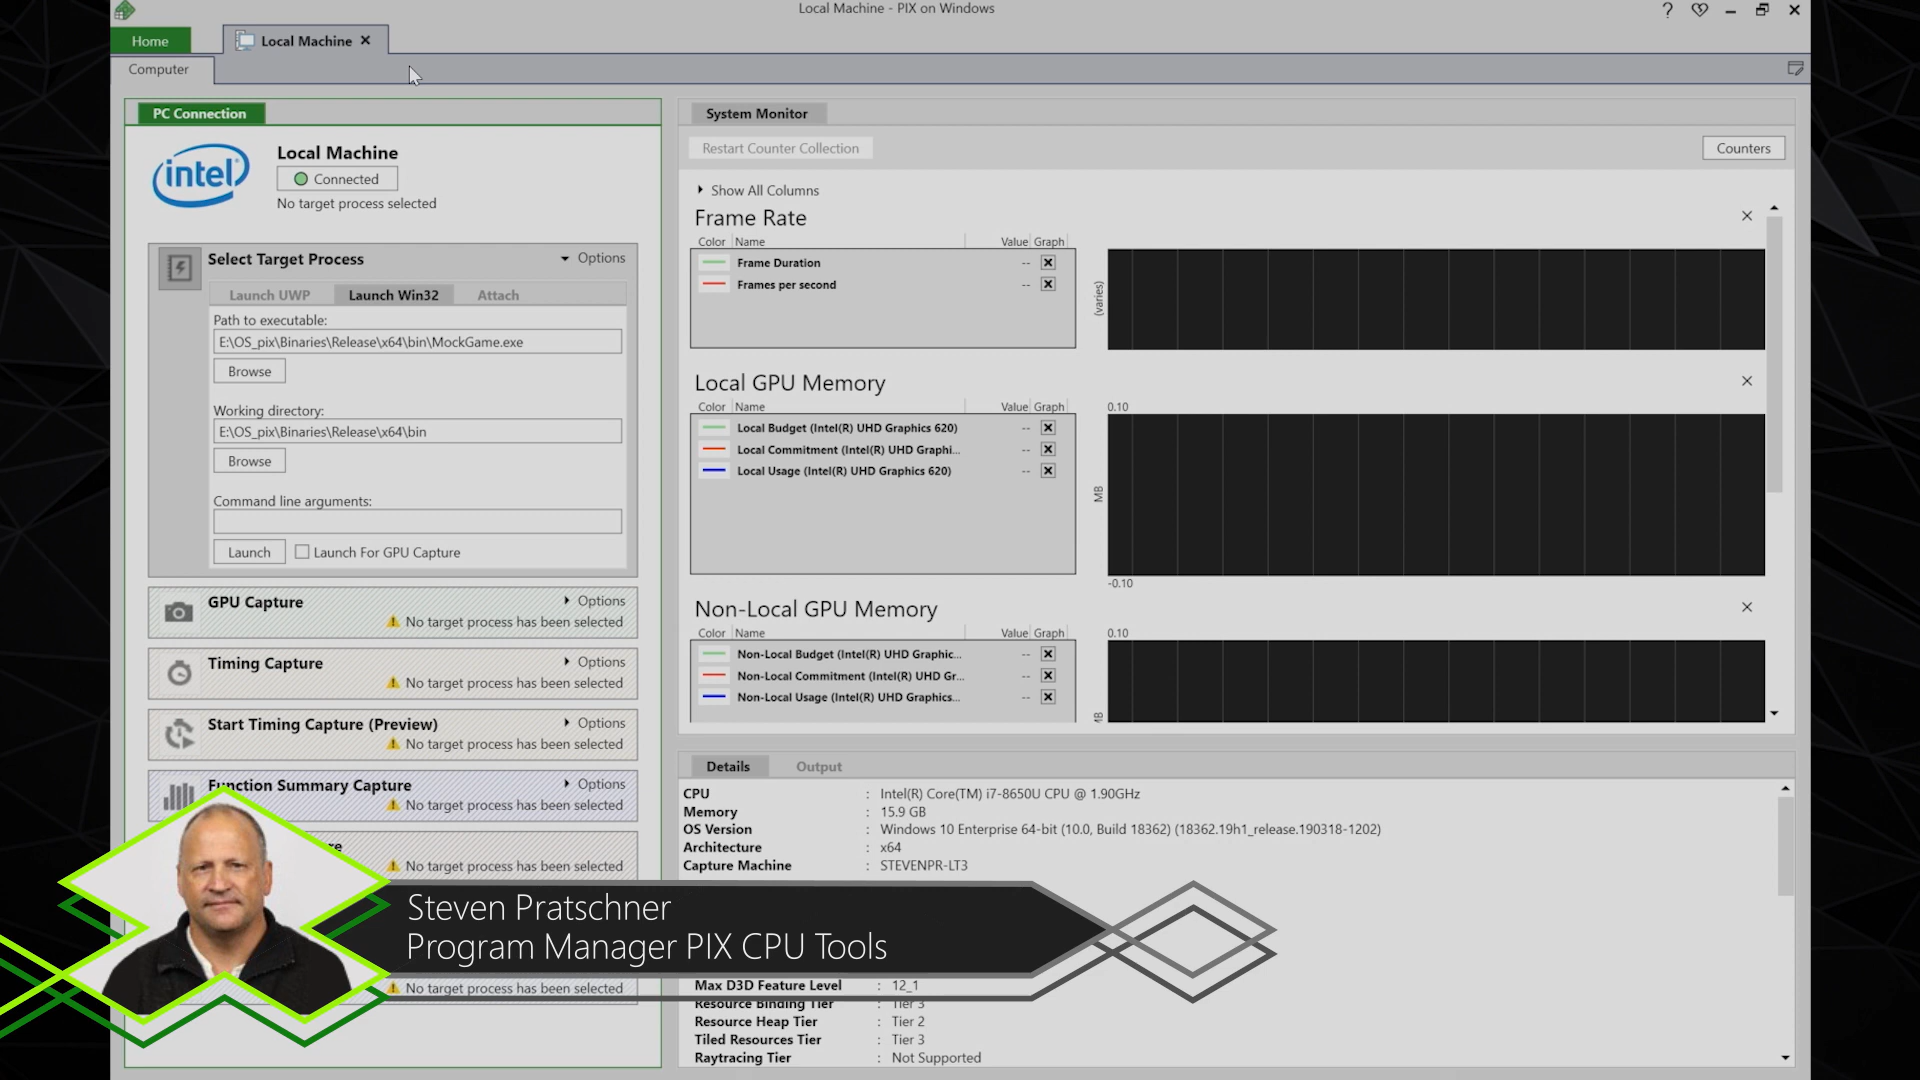 Local Machine - PIX on Windows
Home
Local Machine
Computer
PC Connection
intel
Local Machine
Connected
No target process selected
Select Target Process
Options
Launch UWP
Launch Win32
Attach
Path to executable:
E:\OS_pix\Binaries\Release\x64\bin\MockGame.exe
Browse
Working directory:
E:\OS_pix\Binaries\Release\x64\bin
Browse
Command line arguments:
Launch
Launch For GPU Capture
GPU Capture
Options
No target process has been selected
Timing Capture
Options
No target process has been selected
Start Timing Capture (Preview)
Options
No target process has been selected
Function Summary Capture
Options
No target process has been selected
No target process has been selected
No target process has been selected
System Monitor
Restart Counter Collection
Counters
Show All Columns
Frame Rate
Color Name Value Graph
Frame Duration --
Frames per second --
(varies)
Local GPU Memory
Color Name Value Graph
Local Budget (Intel(R) UHD Graphics 620) --
Local Commitment (Intel(R) UHD Graphi... --
Local Usage (Intel(R) UHD Graphics 620) --
0.10
MB
-0.10
Non-Local GPU Memory
Color Name Value Graph
Non-Local Budget (Intel(R) UHD Graphic... --
Non-Local Commitment (Intel(R) UHD Gr... --
Non-Local Usage (Intel(R) UHD Graphics... --
0.10
Details
Output
CPU : Intel(R) Core(TM) i7-8650U CPU @ 1.90GHz
Memory : 15.9 GB
OS Version : Windows 10 Enterprise 64-bit (10.0, Build 18362) (18362.19h1_release.190318-1202)
Architecture : x64
Capture Machine : STEVENPR-LT3
Steven Pratschner
Program Manager PIX CPU Tools
Max D3D Feature Level : 12_1
Resource Binding Tier : Tier 3
Resource Heap Tier : Tier 2
Tiled Resources Tier : Tier 3
Raytracing Tier : Not Supported